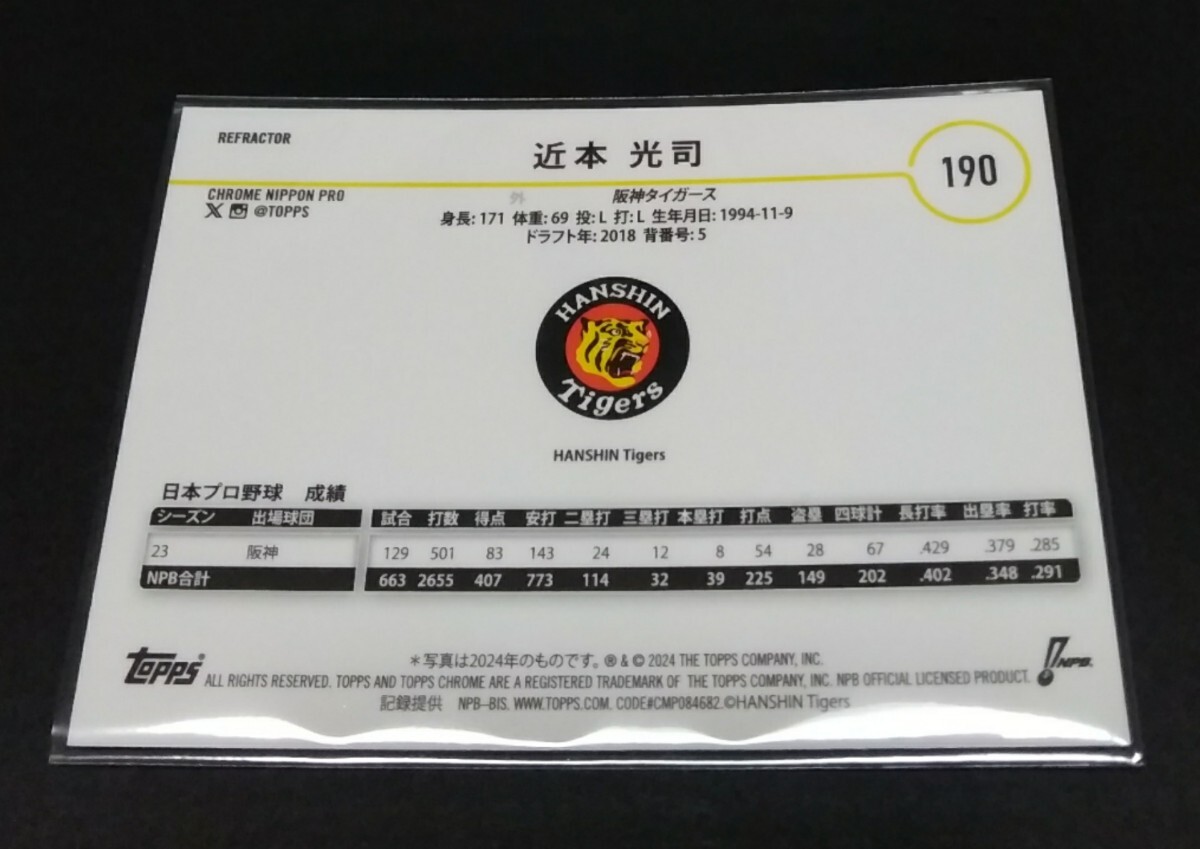 REFRACTOR
近本 光司
190
CHROME NIPPON PRO
@TOPPS
外
阪神タイガース
身長: 171 体重: 69 投: L 打: L 生年月日: 1994-11-9
ドラフト年: 2018 背番号: 5
HANSHIN
Tigers
HANSHIN Tigers
日本プロ野球 成績
シーズン 出場球団 試合 打数 得点 安打 二塁打 三塁打 本塁打 打点 盗塁 四球計 長打率 出塁率 打率
23 阪神 129 501 83 143 24 12 8 54 28 67 .429 .379 .285
NPB合計 663 2655 407 773 114 32 39 225 149 202 .402 .348 .291
topps®
*写真は2024年のものです。® & © 2024 THE TOPPS COMPANY, INC.
ALL RIGHTS RESERVED. TOPPS AND TOPPS CHROME ARE A REGISTERED TRADEMARK OF THE TOPPS COMPANY, INC. NPB OFFICIAL LICENSED PRODUCT.
記録提供 NPB-BIS. WWW.TOPPS.COM. CODE#CMP084682.©HANSHIN Tigers
NPB.